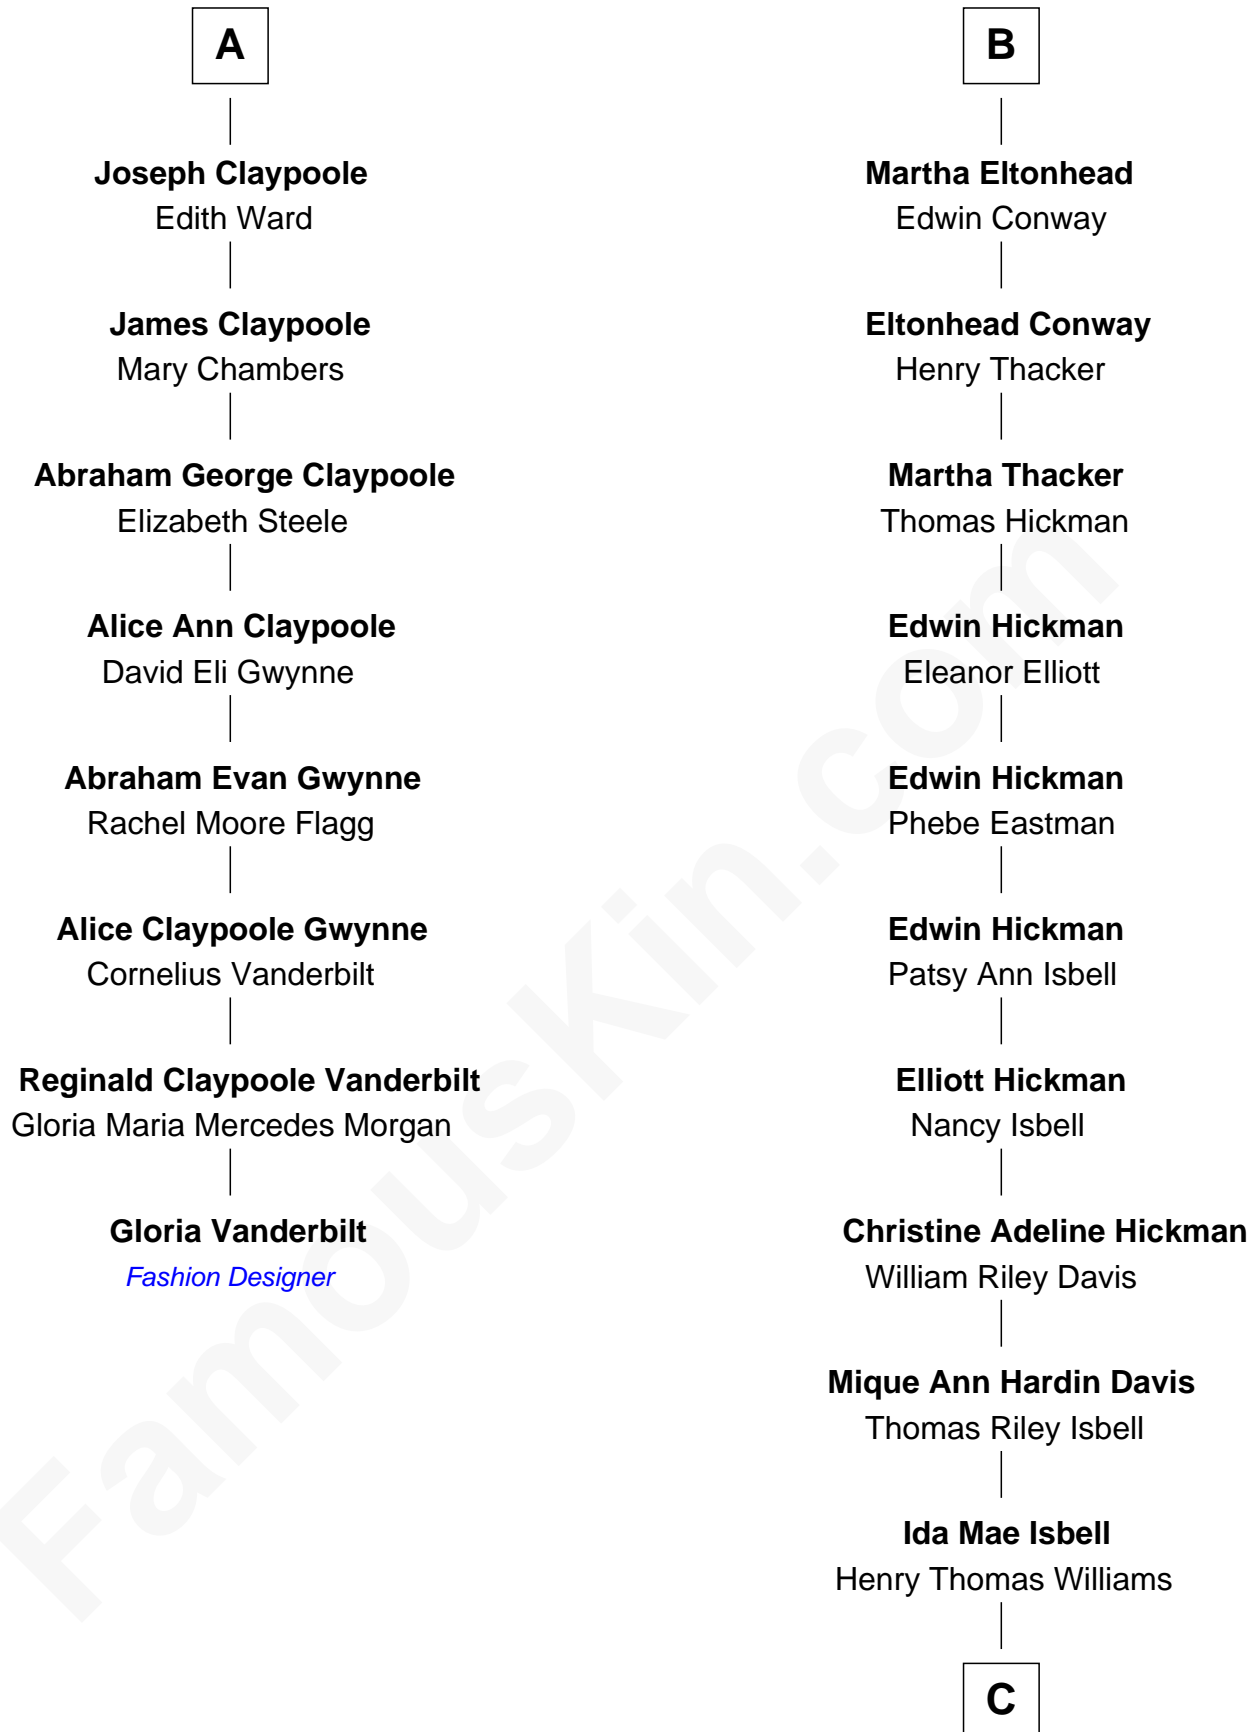 A
Joseph Claypoole
Edith Ward
James Claypoole
Mary Chambers
Abraham George Claypoole
Elizabeth Steele
Alice Ann Claypoole
David Eli Gwynne
Abraham Evan Gwynne
Rachel Moore Flagg
Alice Claypoole Gwynne
Cornelius Vanderbilt
Reginald Claypoole Vanderbilt
Gloria Maria Mercedes Morgan
Gloria Vanderbilt
Fashion Designer
B
Martha Eltonhead
Edwin Conway
Eltonhead Conway
Henry Thacker
Martha Thacker
Thomas Hickman
Edwin Hickman
Eleanor Elliott
Edwin Hickman
Phebe Eastman
Edwin Hickman
Patsy Ann Isbell
Elliott Hickman
Nancy Isbell
Christine Adeline Hickman
William Riley Davis
Mique Ann Hardin Davis
Thomas Riley Isbell
Ida Mae Isbell
Henry Thomas Williams
C
FamousKin.com